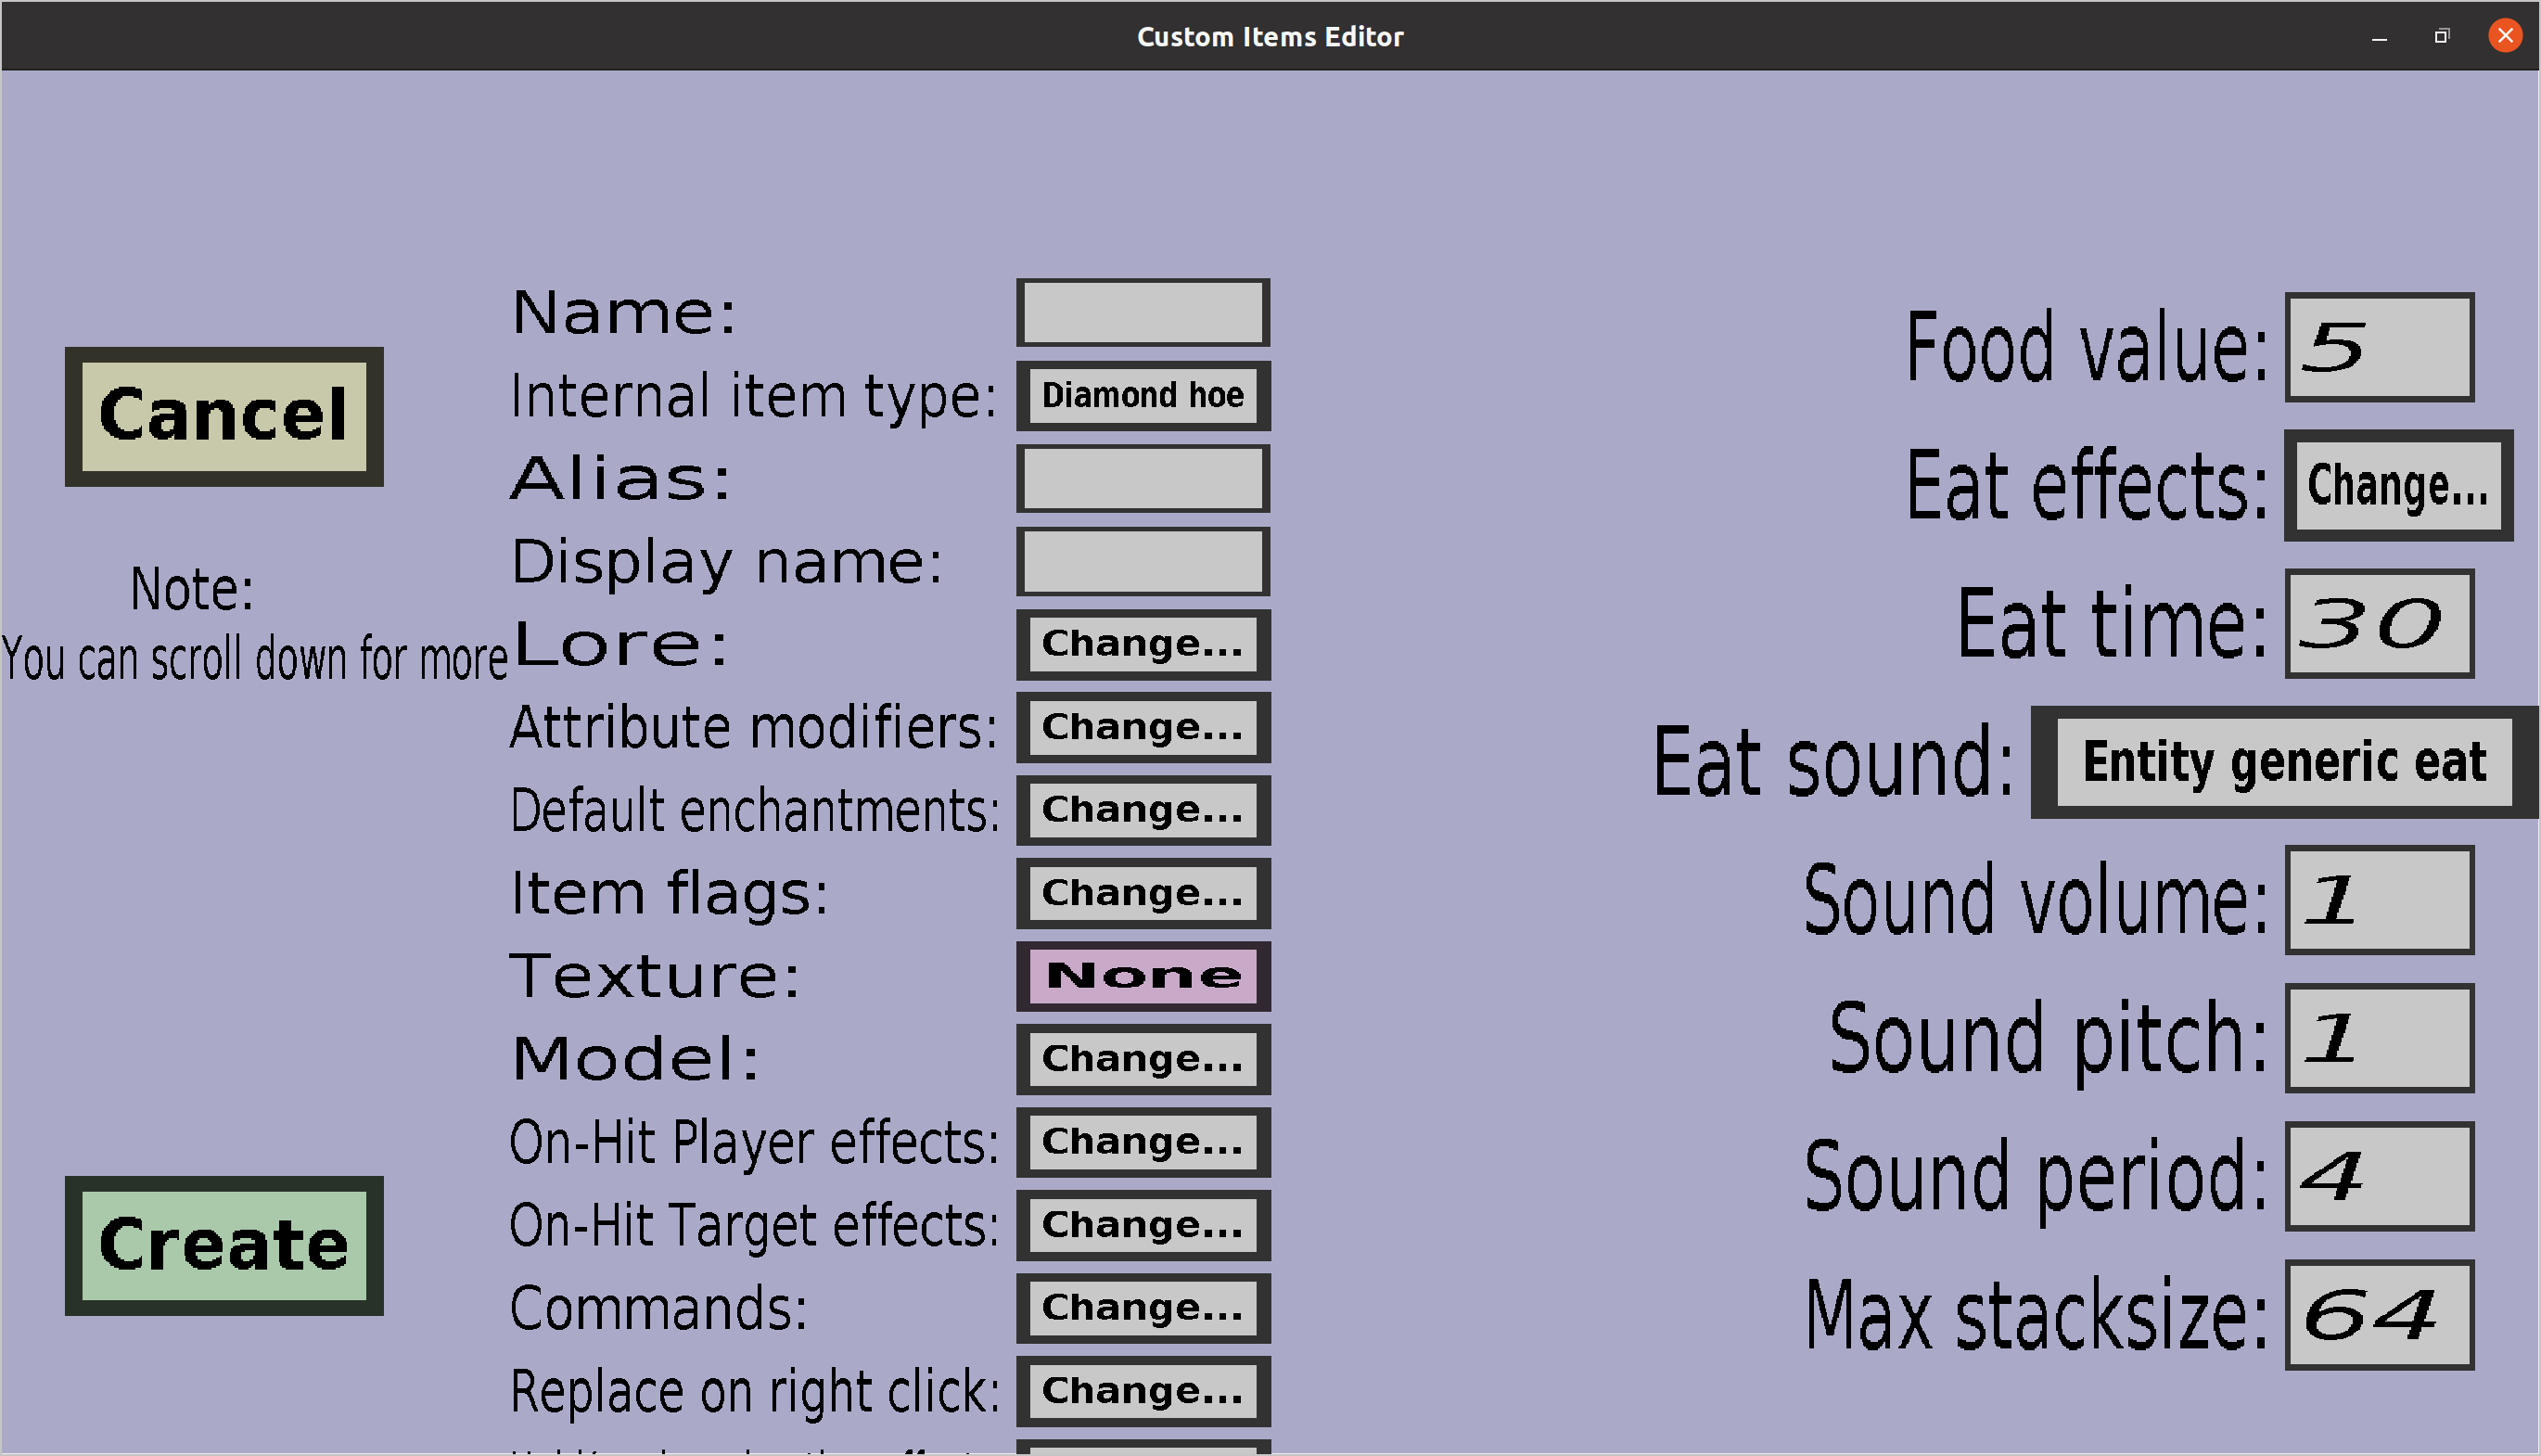 Custom Items Editor
Cancel
Note:
You can scroll down for more
Create
Name:
Internal item type: Diamond hoe
Alias:
Display name:
Lore: Change...
Attribute modifiers: Change...
Default enchantments: Change...
Item flags: Change...
Texture: None
Model: Change...
On-Hit Player effects: Change...
On-Hit Target effects: Change...
Commands: Change...
Replace on right click: Change...
Food value: 5
Eat effects: Change...
Eat time: 30
Eat sound: Entity generic eat
Sound volume: 1
Sound pitch: 1
Sound period: 4
Max stacksize: 64